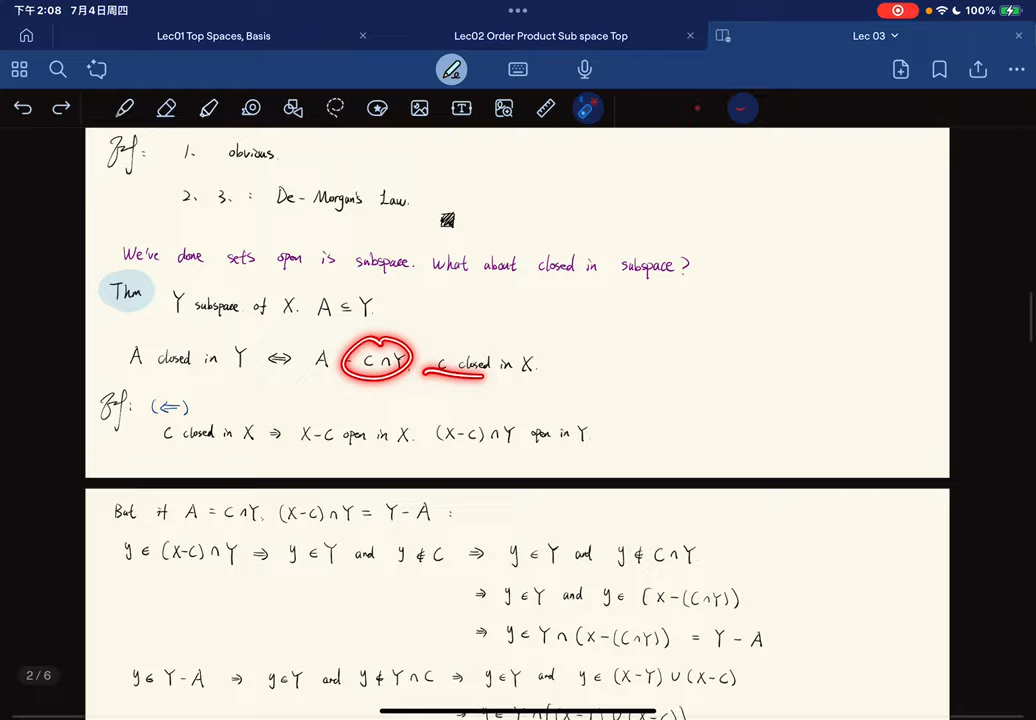 下午2:08 7月4日周四
100%
Lec01 Top Spaces, Basis
Lec02 Order Product Sub space Top
Lec 03
Prf: 1. obvious.
2. 3. : De-Morgan's Law.
We've done sets open is subspace. What about closed in subspace?
Thm Y subspace of X. A ⊆ Y.
A closed in Y ⇔ A = C ∩ Y, C closed in X.
Prf: (⇐)
C closed in X ⇒ X-C open in X. (X-C) ∩ Y open in Y.
But if A = C ∩ Y, (X-C) ∩ Y = Y - A :
y ∈ (X-C) ∩ Y ⇒ y ∈ Y and y ∉ C ⇒ y ∈ Y and y ∉ C ∩ Y
⇒ y ∈ Y and y ∈ (X-(C∩Y))
⇒ y ∈ Y ∩ (X-(C∩Y)) = Y - A
y ∈ Y - A ⇒ y ∈ Y and y ∉ Y ∩ C ⇒ y ∈ Y and y ∈ (X-Y) ∪ (X-C)
2 / 6